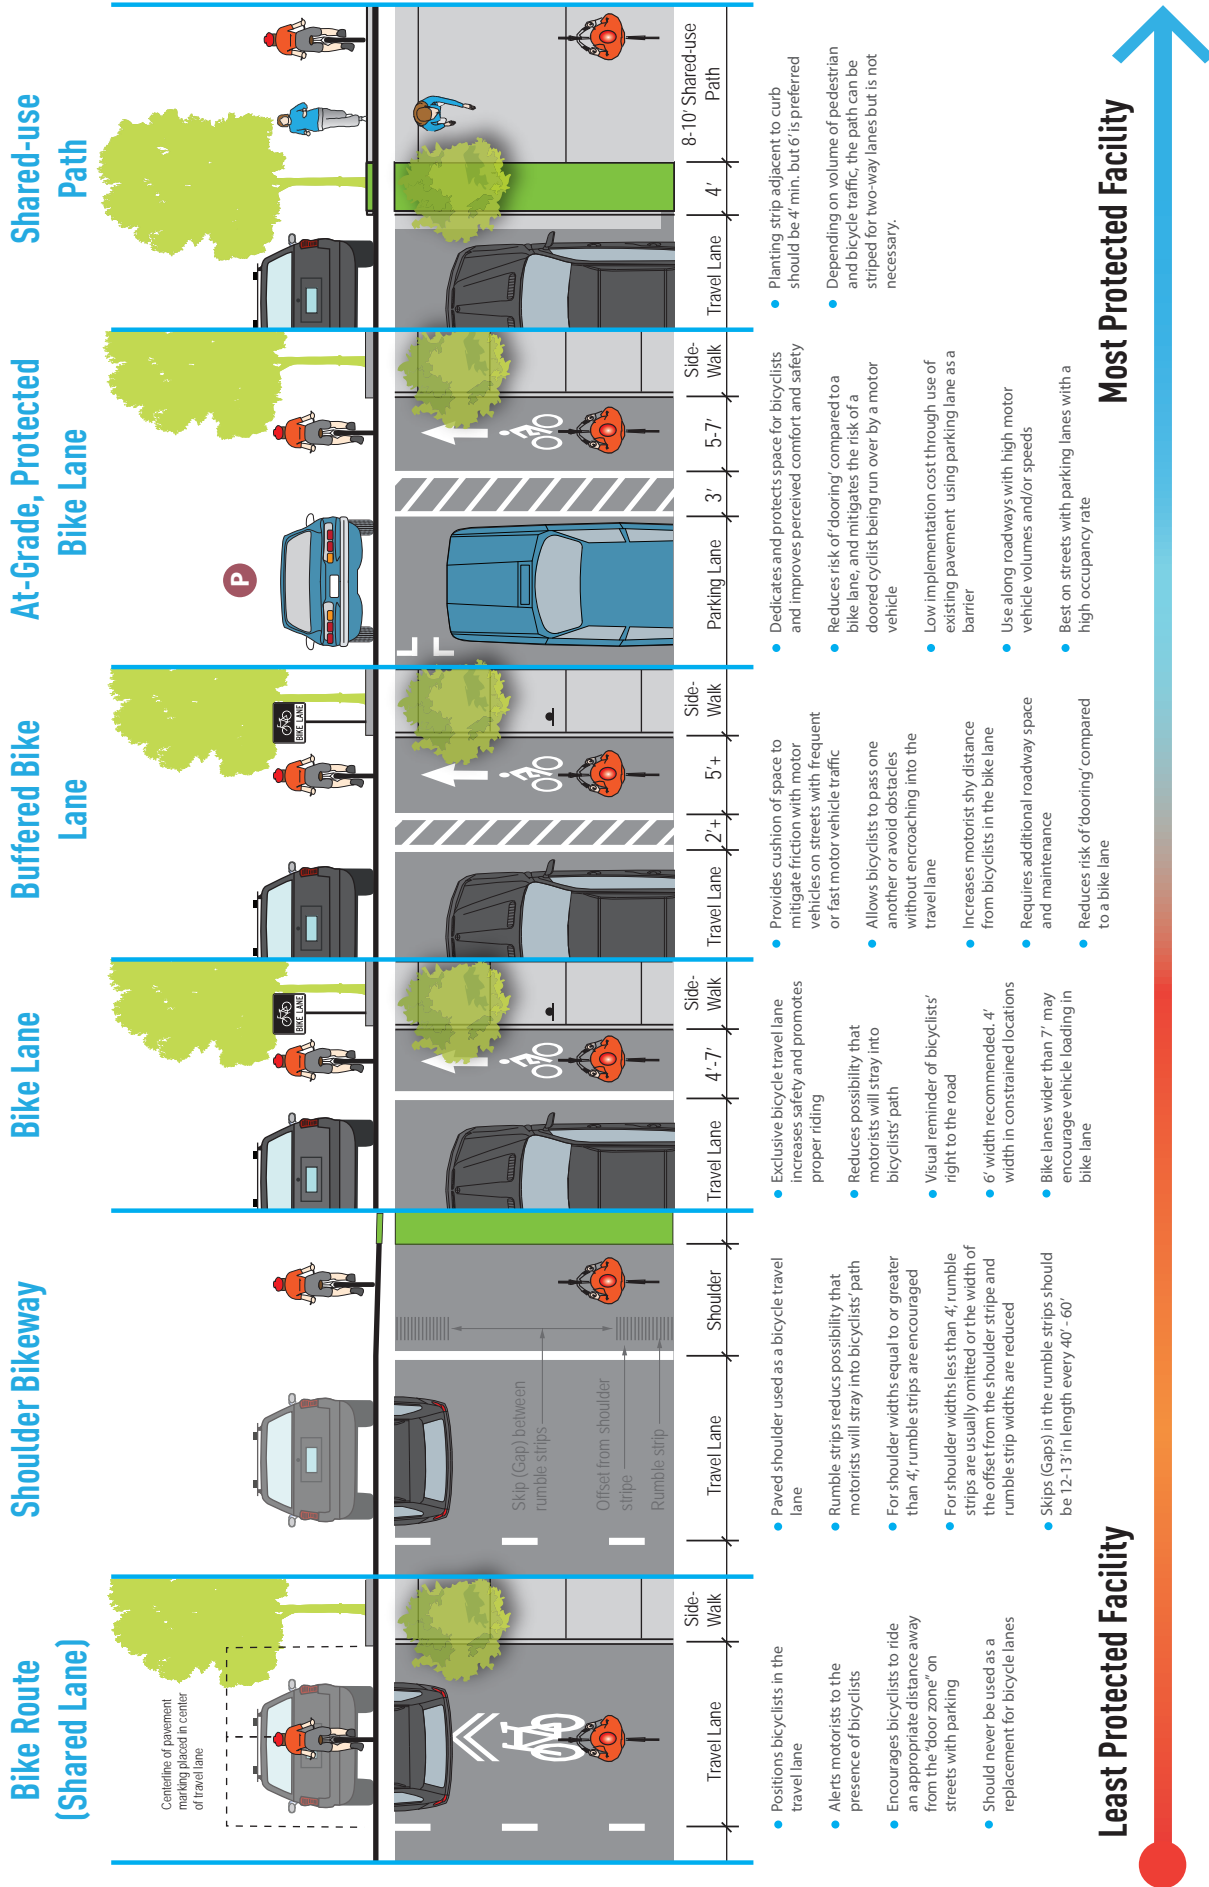 Bike Route
(Shared Lane)
Centerline of pavement
marking placed in center
of travel lane
Travel Lane
Side-
Walk
Positions bicyclists in the
travel lane
Alerts motorists to the
presence of bicyclists
Encourages bicyclists to ride
an appropriate distance away
from the “door zone” on
streets with parking
Should never be used as a
replacement for bicycle lanes
Shoulder Bikeway
Skip (Gap) between
rumble strips
Offset from shoulder
stripe
Rumble strip
Travel Lane
Shoulder
Paved shoulder used as a bicycle travel
lane
Rumble strips reducs possibility that
motorists will stray into bicyclists’ path
For shoulder widths equal to or greater
than 4’, rumble strips are encouraged
For shoulder widths less than 4’, rumble
strips are usually omitted or the width of
the offset from the shoulder stripe and
rumble strip widths are reduced
Skips (Gaps) in the rumble strips should
be 12-13’ in length every 40’ - 60’
Bike Lane
BIKE LANE
Travel Lane
4’-7’
Side-
Walk
Exclusive bicycle travel lane
increases safety and promotes
proper riding
Reduces possibility that
motorists will stray into
bicyclists’ path
Visual reminder of bicyclists’
right to the road
6’ width recommended. 4’
width in constrained locations
Bike lanes wider than 7’ may
encourage vehicle loading in
bike lane
Buffered Bike
Lane
BIKE LANE
Travel Lane
2’+
5’+
Side-
Walk
Provides cushion of space to
mitigate friction with motor
vehicles on streets with frequent
or fast motor vehicle traffic
Allows bicyclists to pass one
another or avoid obstacles
without encroaching into the
travel lane
Increases motorist shy distance
from bicyclists in the bike lane
Requires additional roadway space
and maintenance
Reduces risk of ‘dooring’ compared
to a bike lane
At-Grade, Protected
Bike Lane
P
Parking Lane
3’
5-7’
Side-
Walk
Dedicates and protects space for bicyclists
and improves perceived comfort and safety
Reduces risk of ‘dooring’ compared to a
bike lane, and mitigates the risk of a
doored cyclist being run over by a motor
vehicle
Low implementation cost through use of
existing pavement using parking lane as a
barrier
Use along roadways with high motor
vehicle volumes and/or speeds
Best on streets with parking lanes with a
high occupancy rate
Shared-use
Path
Travel Lane
4’
8-10’ Shared-use
Path
Planting strip adjacent to curb
should be 4’ min. but 6’ is preferred
Depending on volume of pedestrian
and bicycle traffic, the path can be
striped for two-way lanes but is not
necessary.
Least Protected Facility
Most Protected Facility